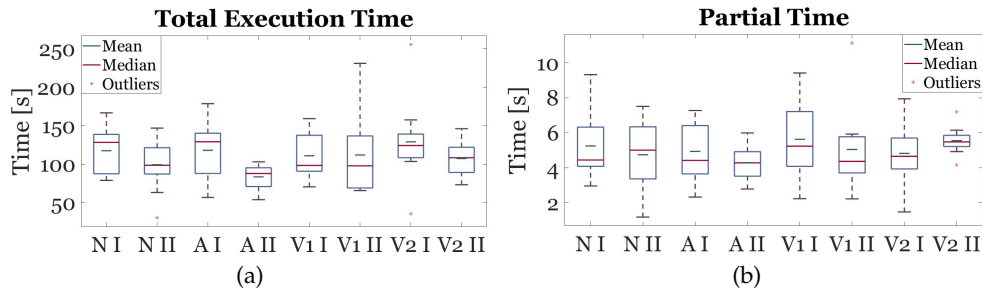 Total Execution Time
Mean
Median
Outliers
Time [s]
250
200
150
100
50
N I N II A I A II V1 I V1 II V2 I V2 II
(a)
Partial Time
Mean
Median
Outliers
Time [s]
10
8
6
4
2
N I N II A I A II V1 I V1 II V2 I V2 II
(b)